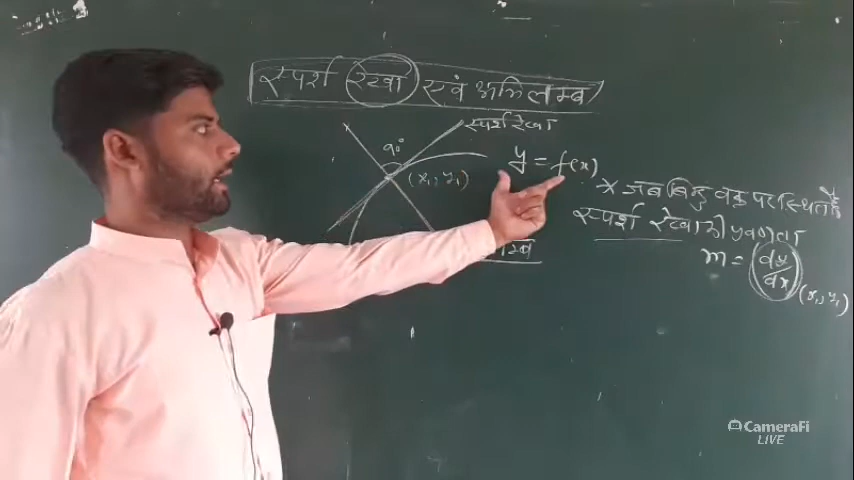 स्पर्श रेखा एवं अभिलम्ब
स्पर्श रेखा
90°
(x₁, y₁)
y = f(x)
म्ब
* जब बिन्दु वक्र पर स्थित है
स्पर्श रेखा की प्रवणता
m = (dy/dx)(x₁, y₁)
CameraFi
LIVE